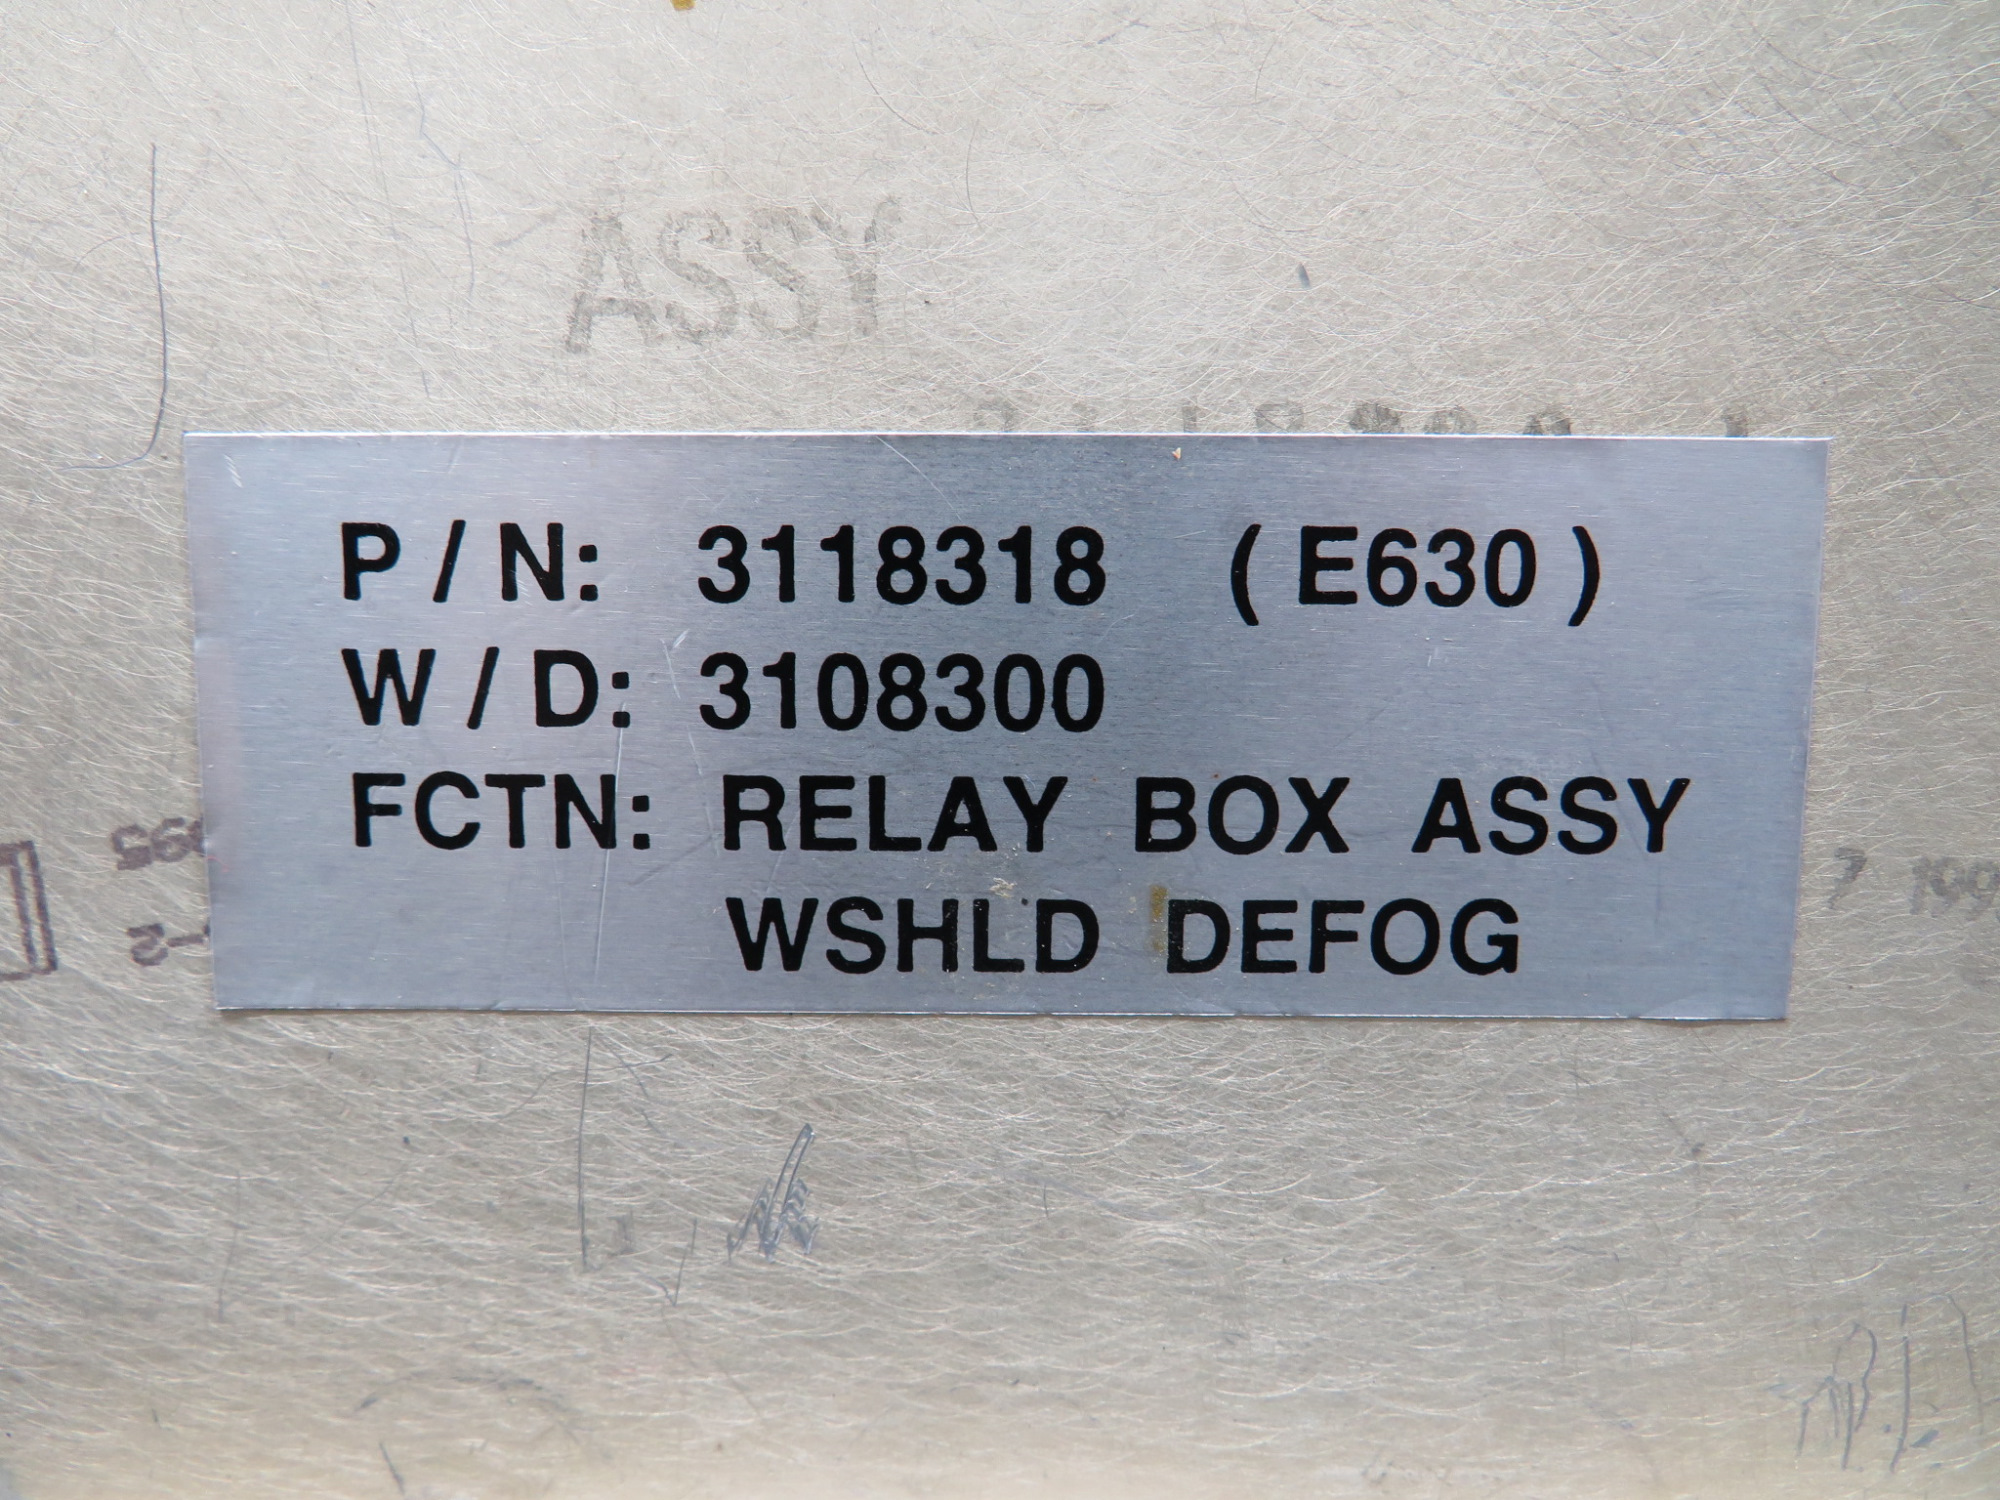 ASSY
P/N: 3118318 (E630)
W/D: 3108300
FCTN: RELAY BOX ASSY
WSHLD DEFOG